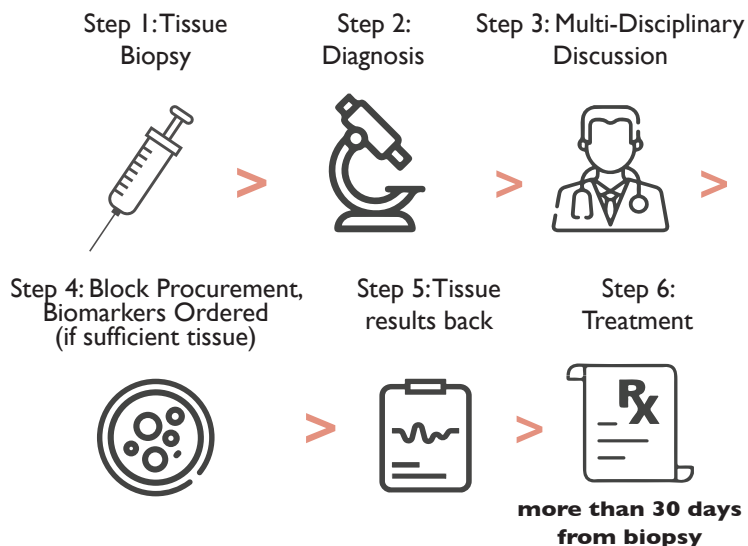 Step 1: Tissue
Biopsy
Step 2:
Diagnosis
Step 3: Multi-Disciplinary
Discussion
>
>
>
Step 4: Block Procurement,
Biomarkers Ordered
(if sufficient tissue)
Step 5: Tissue
results back
Step 6:
Treatment
>
>
Rx
more than 30 days
from biopsy